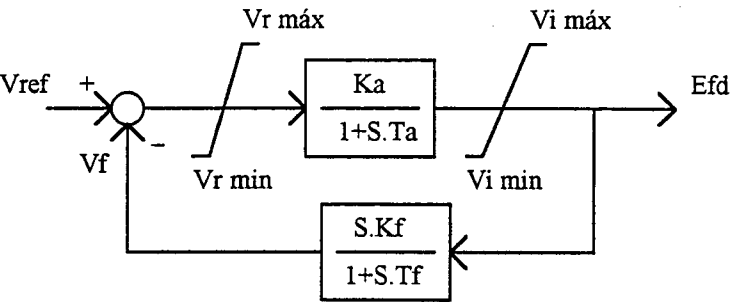 Vr máx
Vi máx
Vref
+
Ka
1+S.Ta
Efd
Vf
−
Vr min
Vi min
S.Kf
1+S.Tf